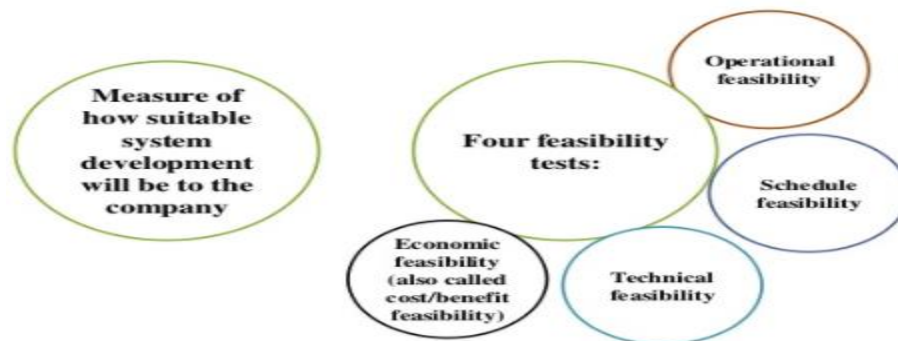 Measure of
how suitable
system
development
will be to the
company
Four feasibility
tests:
Operational
feasibility
Schedule
feasibility
Technical
feasibility
Economic
feasibility
(also called
cost/benefit
feasibility)